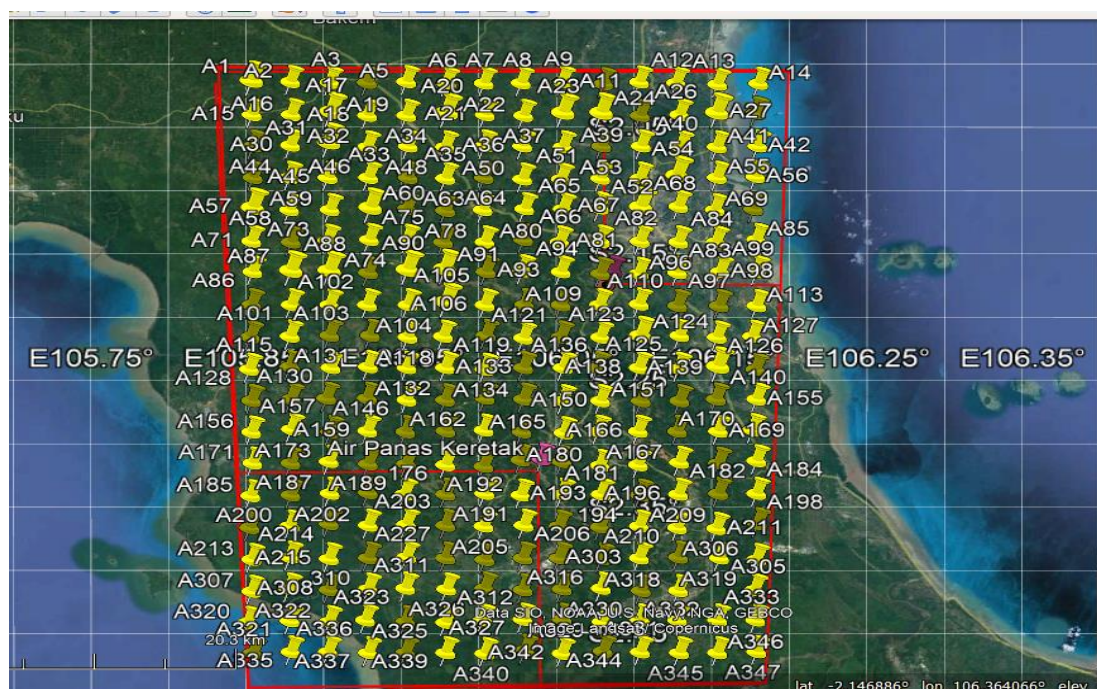 Bakem
A1 A2 A3 A5 A6 A7 A8 A9 A11 A12 A13 A14
A15 A16 A17 A18 A19 A20 A21 A22 A23 A24 A26 A27
A30 A31 A32 A33 A34 A35 A36 A37 A39 A40 A41 A42
A44 A45 A46 A48 A50 A51 A52 A53 A54 A55 A56
A57 A58 A59 A60 A63 A64 A65 A66 A67 A68 A69
A71 A73 A74 A75 A78 A80 A81 A82 A83 A84 A85
A86 A87 A88 A90 A91 A93 A94 A96 A97 A98 A99
A101 A102 A103 A104 A105 A106 A109 A110 A113
A115 A119 A121 A123 A124 A125 A126 A127
E105.75° E106.25° E106.35°
A128 A130 A131 A132 A133 A134 A136 A138 A139 A140
A146 A150 A151 A155
A156 A157 A159 A162 A165 A166 A167 A169 A170
Air Panas Keretak
A171 A173 176 A180 A181 A182 A184
A185 A187 A189 A191 A192 A193 194 A196 A198
A200 A202 A203 A205 A206 A209 A210 A211
A213 A214 A215 A227
A303 A305 A306
A307 A308 310 A311 A312 A316 A318 A319
A320 A321 A322 A323 A325 A326 A327 A333
Data SIO, NOAA, U.S. Navy, NGA, GEBCO
Image Landsat / Copernicus
20.3 km
A335 A336 A337 A339 A340 A342 A344 A345 A346 A347
lat -2.146886° lon 106.364066° elev